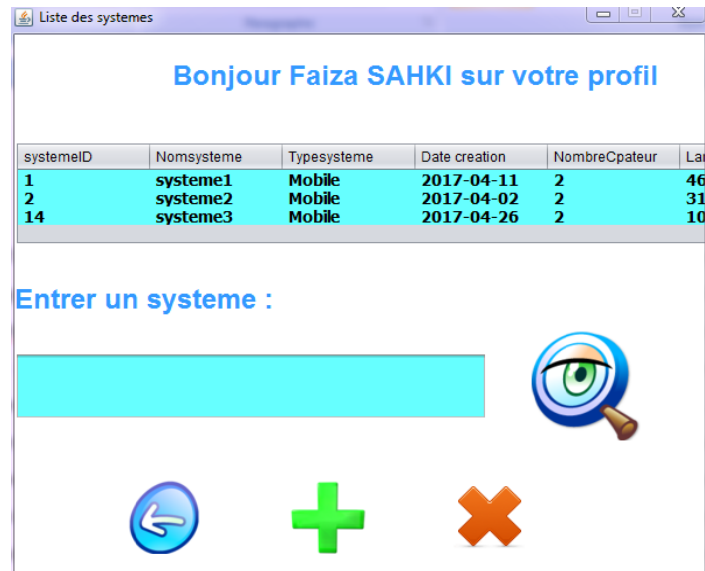 Liste des systemes
Bonjour Faiza SAHKI sur votre profil
systemeID Nomsysteme Typesysteme Date creation NombreCpateur Lar
1 systeme1 Mobile 2017-04-11 2 46
2 systeme2 Mobile 2017-04-02 2 31
14 systeme3 Mobile 2017-04-26 2 10
Entrer un systeme :